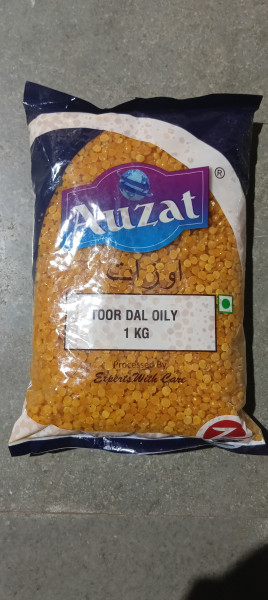 ®
Auzat
اوزات
TOOR DAL OILY
1 KG
Processed By
Experts With Care